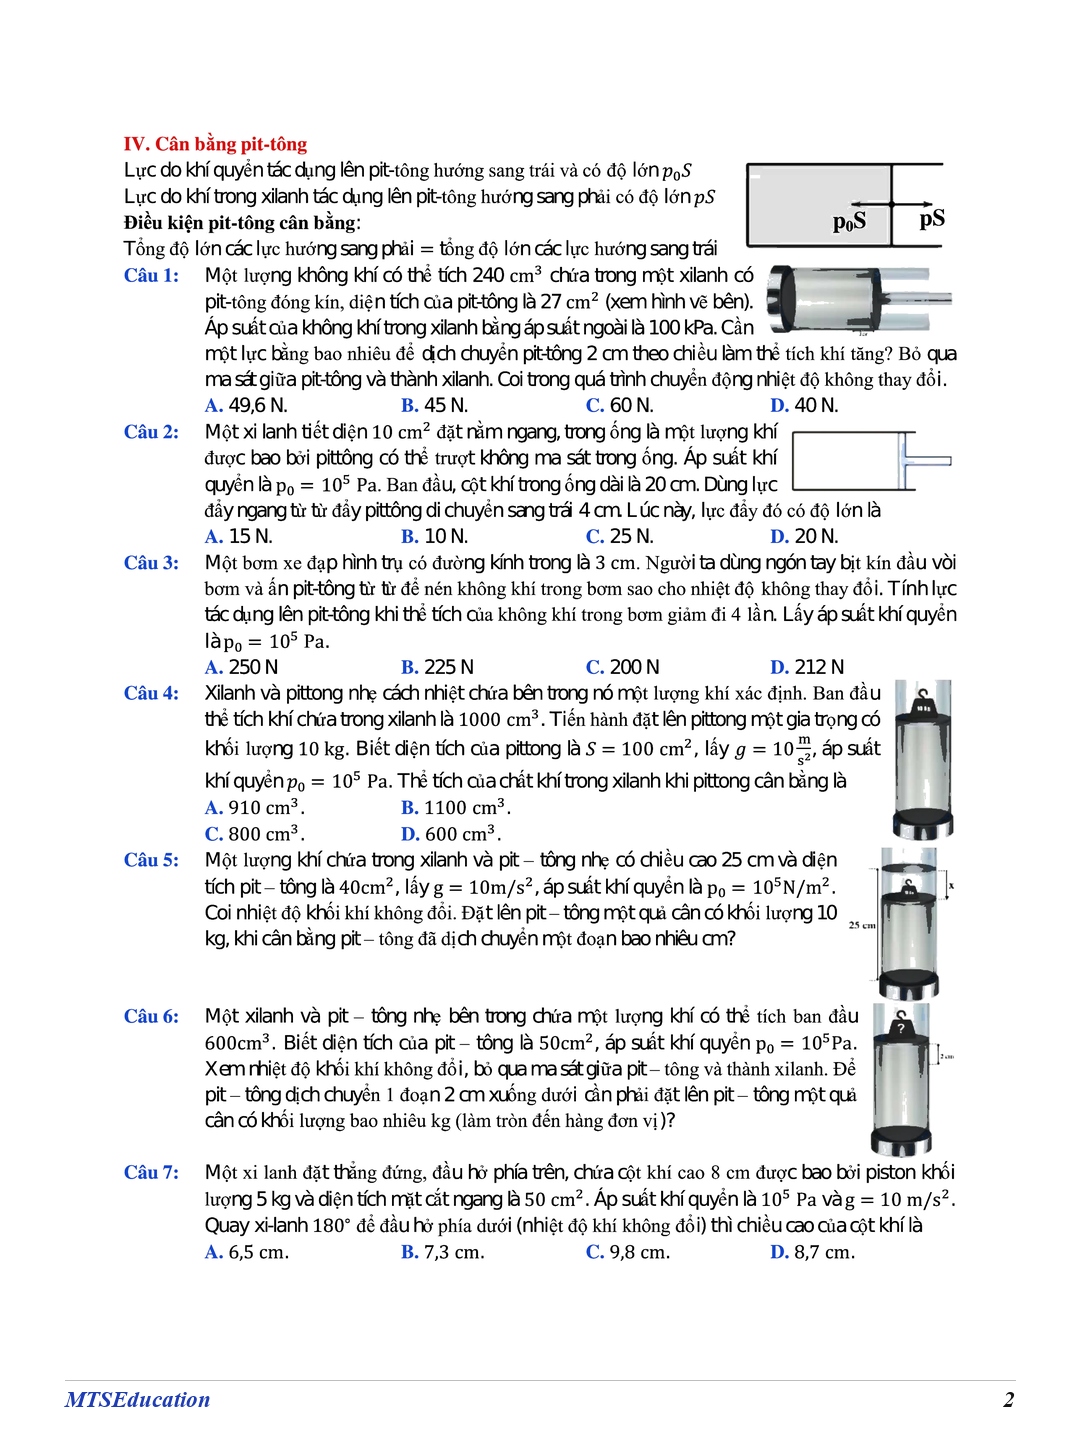 IV. Cân bằng pit-tông
Lực do khí quyển tác dụng lên pit-tông hướng sang trái và có độ lớn p₀S
Lực do khí trong xilanh tác dụng lên pit-tông hướng sang phải có độ lớn pS
Điều kiện pit-tông cân bằng:
Tổng độ lớn các lực hướng sang phải = tổng độ lớn các lực hướng sang trái
p₀S pS
Câu 1: Một lượng không khí có thể tích 240 cm³ chứa trong một xilanh có
pit-tông đóng kín, diện tích của pit-tông là 27 cm² (xem hình vẽ bên).
Áp suất của không khí trong xilanh bằng áp suất ngoài là 100 kPa. Cần
một lực bằng bao nhiêu để dịch chuyển pit-tông 2 cm theo chiều làm thể tích khí tăng? Bỏ qua
ma sát giữa pit-tông và thành xilanh. Coi trong quá trình chuyển động nhiệt độ không thay đổi.
A. 49,6 N. B. 45 N. C. 60 N. D. 40 N.
Câu 2: Một xi lanh tiết diện 10 cm² đặt nằm ngang, trong ống là một lượng khí
được bao bởi pittông có thể trượt không ma sát trong ống. Áp suất khí
quyển là p₀ = 10⁵ Pa. Ban đầu, cột khí trong ống dài là 20 cm. Dùng lực
đẩy ngang từ từ đẩy pittông di chuyển sang trái 4 cm. Lúc này, lực đẩy đó có độ lớn là
A. 15 N. B. 10 N. C. 25 N. D. 20 N.
Câu 3: Một bơm xe đạp hình trụ có đường kính trong là 3 cm. Người ta dùng ngón tay bịt kín đầu vòi
bơm và ấn pit-tông từ từ để nén không khí trong bơm sao cho nhiệt độ không thay đổi. Tính lực
tác dụng lên pit-tông khi thể tích của không khí trong bơm giảm đi 4 lần. Lấy áp suất khí quyển
là p₀ = 10⁵ Pa.
A. 250 N B. 225 N C. 200 N D. 212 N
Câu 4: Xilanh và pittong nhẹ cách nhiệt chứa bên trong nó một lượng khí xác định. Ban đầu
thể tích khí chứa trong xilanh là 1000 cm³. Tiến hành đặt lên pittong một gia trọng có
khối lượng 10 kg. Biết diện tích của pittong là S = 100 cm², lấy g = 10 m/s², áp suất
khí quyển p₀ = 10⁵ Pa. Thể tích của chất khí trong xilanh khi pittong cân bằng là
A. 910 cm³. B. 1100 cm³.
C. 800 cm³. D. 600 cm³.
Câu 5: Một lượng khí chứa trong xilanh và pit – tông nhẹ có chiều cao 25 cm và diện
tích pit – tông là 40cm², lấy g = 10m/s², áp suất khí quyển là p₀ = 10⁵N/m².
Coi nhiệt độ khối khí không đổi. Đặt lên pit – tông một quả cân có khối lượng 10
kg, khi cân bằng pit – tông đã dịch chuyển một đoạn bao nhiêu cm?
x
25 cm
Câu 6: Một xilanh và pit – tông nhẹ bên trong chứa một lượng khí có thể tích ban đầu
600cm³. Biết diện tích của pit – tông là 50cm², áp suất khí quyển p₀ = 10⁵Pa.
Xem nhiệt độ khối khí không đổi, bỏ qua ma sát giữa pit – tông và thành xilanh. Để
pit – tông dịch chuyển 1 đoạn 2 cm xuống dưới cần phải đặt lên pit – tông một quả
cân có khối lượng bao nhiêu kg (làm tròn đến hàng đơn vị)?
?
2 cm
Câu 7: Một xi lanh đặt thẳng đứng, đầu hở phía trên, chứa cột khí cao 8 cm được bao bởi piston khối
lượng 5 kg và diện tích mặt cắt ngang là 50 cm². Áp suất khí quyển là 10⁵ Pa và g = 10 m/s².
Quay xi-lanh 180° để đầu hở phía dưới (nhiệt độ khí không đổi) thì chiều cao của cột khí là
A. 6,5 cm. B. 7,3 cm. C. 9,8 cm. D. 8,7 cm.
MTSEducation 2